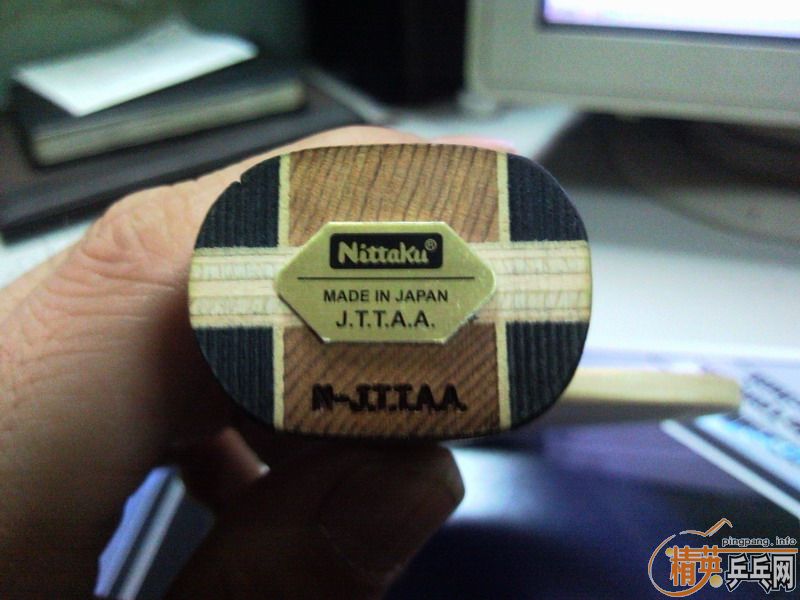 Nittaku®
MADE IN JAPAN
J.T.T.A.A.
N-J.T.T.A.A.
pingpang.info
精英乒乓网